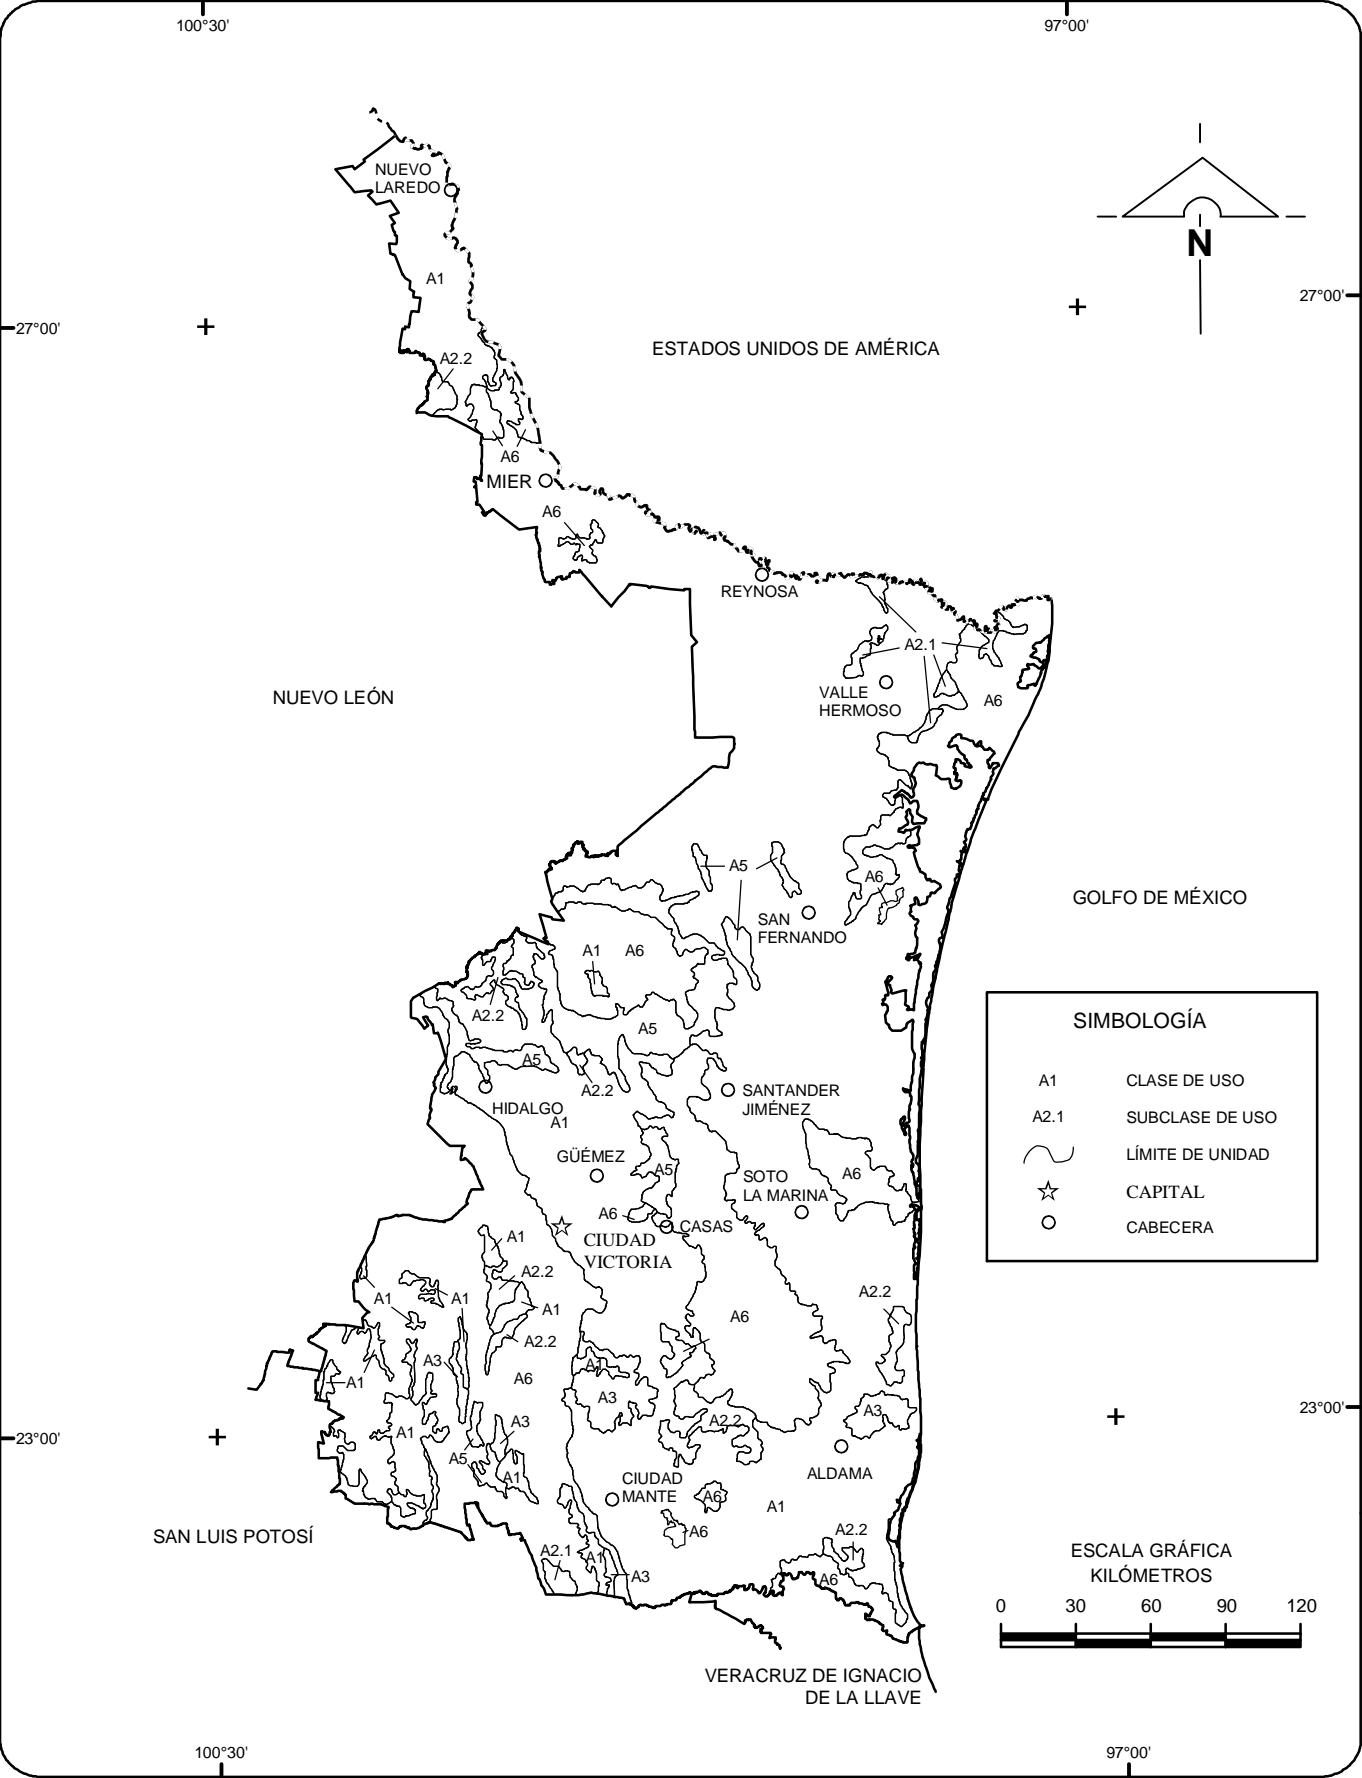 100°30'
97°00'
NUEVO
LAREDO
N
A1
27°00'
27°00'
ESTADOS UNIDOS DE AMÉRICA
A2.2
A6
MIER
A6
REYNOSA
A2.1
NUEVO LEÓN
VALLE
HERMOSO
A6
A5
A6
GOLFO DE MÉXICO
SAN
FERNANDO
A1
A6
A2.2
A5
A5
A2.2
SANTANDER
JIMÉNEZ
HIDALGO
A1
GÜÉMEZ
A5
SOTO
LA MARINA
A6
A6
CASAS
CIUDAD
VICTORIA
A1
A2.2
A1
A1
A1
A2.2
A6
A2.2
A3
A1
A1
A6
A3
A3
A2.2
A3
A1
A5
A1
23°00'
23°00'
ALDAMA
CIUDAD
MANTE
A6
A1
A6
A2.2
A2.1
A1
A3
A6
SAN LUIS POTOSÍ
VERACRUZ DE IGNACIO
DE LA LLAVE
SIMBOLOGÍA
A1 CLASE DE USO
A2.1 SUBCLASE DE USO
LÍMITE DE UNIDAD
CAPITAL
CABECERA
ESCALA GRÁFICA
KILÓMETROS
0 30 60 90 120
100°30'
97°00'